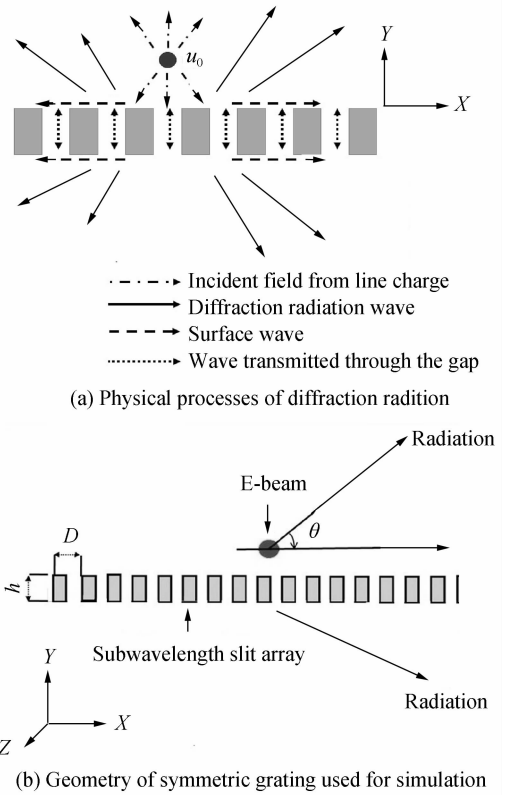 Y
u0
X
Incident field from line charge
Diffraction radiation wave
Surface wave
Wave transmitted through the gap
(a) Physical processes of diffraction radition
Radiation
E-beam
D
θ
h
Subwavelength slit array
Y
X
Z
Radiation
(b) Geometry of symmetric grating used for simulation